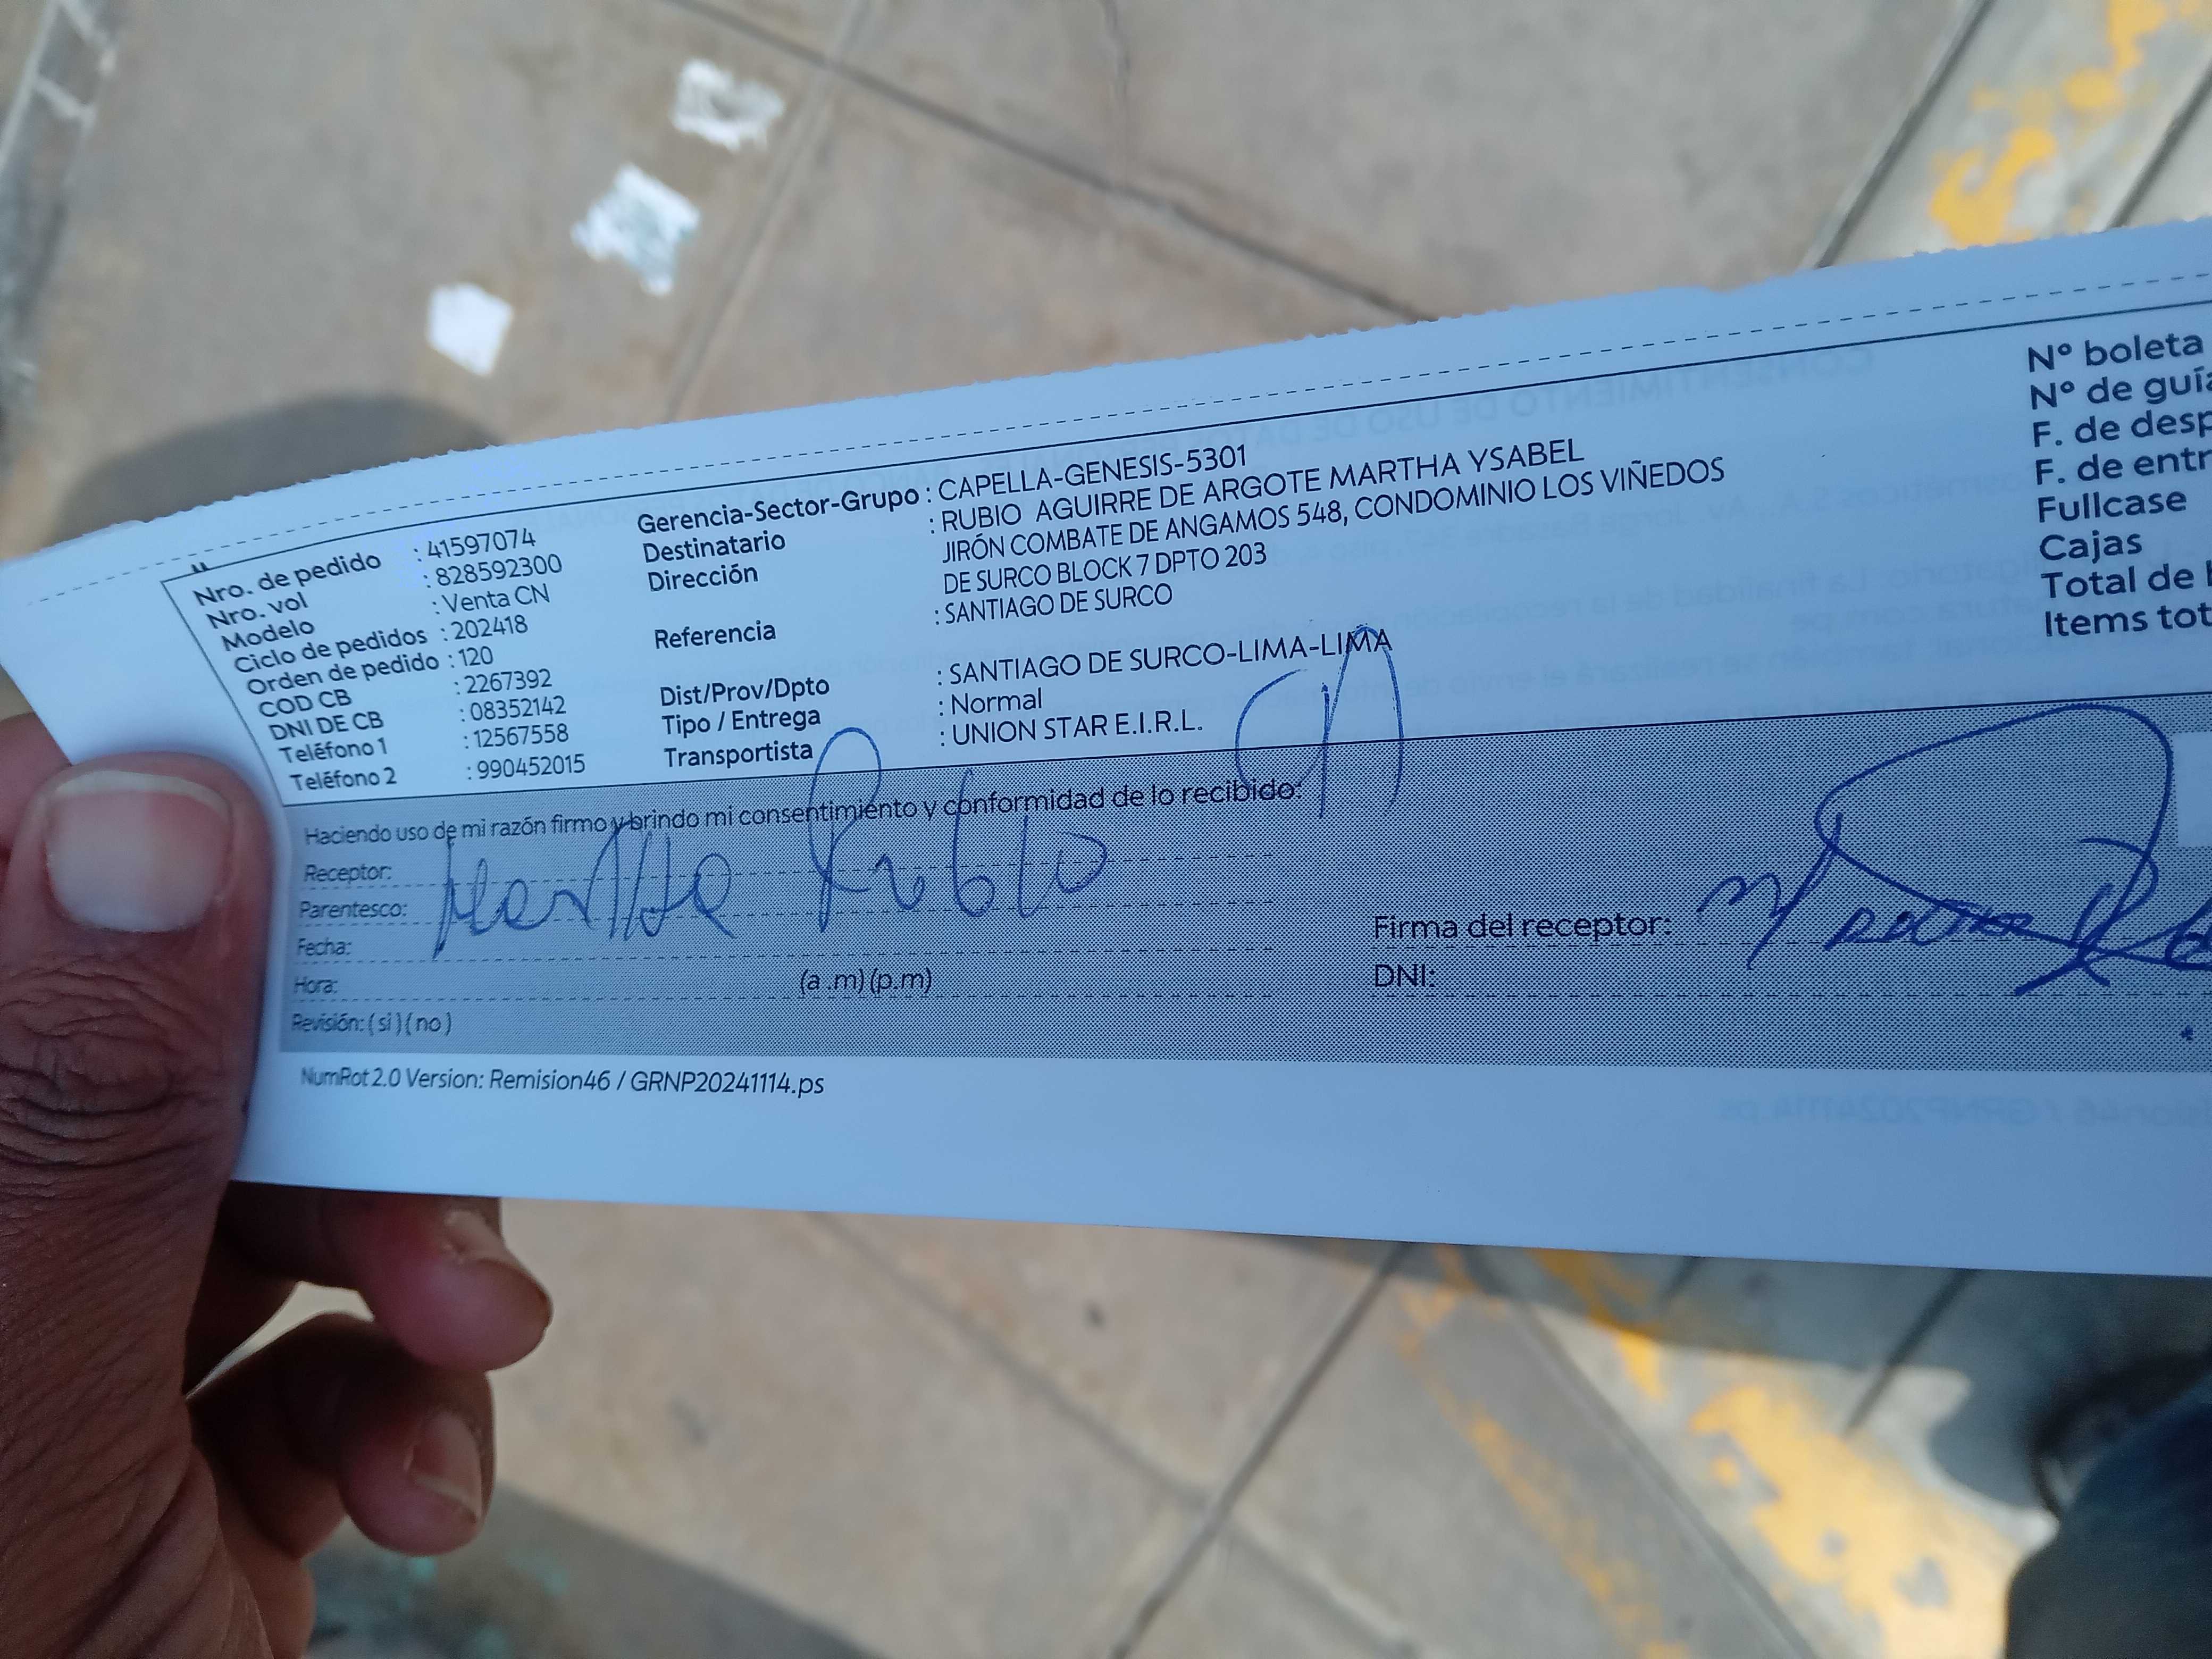 Nro. de pedido : 41597074
Nro. vol : 828592300
Modelo : Venta CN
Ciclo de pedidos : 202418
Orden de pedido : 120
COD CB : 2267392
DNI DE CB : 08352142
Teléfono 1 : 12567558
Teléfono 2 : 990452015
Gerencia-Sector-Grupo : CAPELLA-GENESIS-5301
Destinatario : RUBIO AGUIRRE DE ARGOTE MARTHA YSABEL
Dirección JIRÓN COMBATE DE ANGAMOS 548, CONDOMINIO LOS VIÑEDOS
DE SURCO BLOCK 7 DPTO 203
Referencia : SANTIAGO DE SURCO
Dist/Prov/Dpto : SANTIAGO DE SURCO-LIMA-LIMA
Tipo / Entrega : Normal
Transportista : UNION STAR E.I.R.L.
Nº boleta
Nº de guía
F. de desp
F. de entr
Fullcase
Cajas
Total de
Items tot
Haciendo uso de mi razón firmo y brindo mi consentimiento y conformidad de lo recibido:
Receptor:
Parentesco: Martha Rubio
Fecha:
Hora: (a .m) (p.m)
Revisión: ( si ) ( no )
Firma del receptor:
DNI:
NumRot 2.0 Version: Remision46 / GRNP20241114.ps